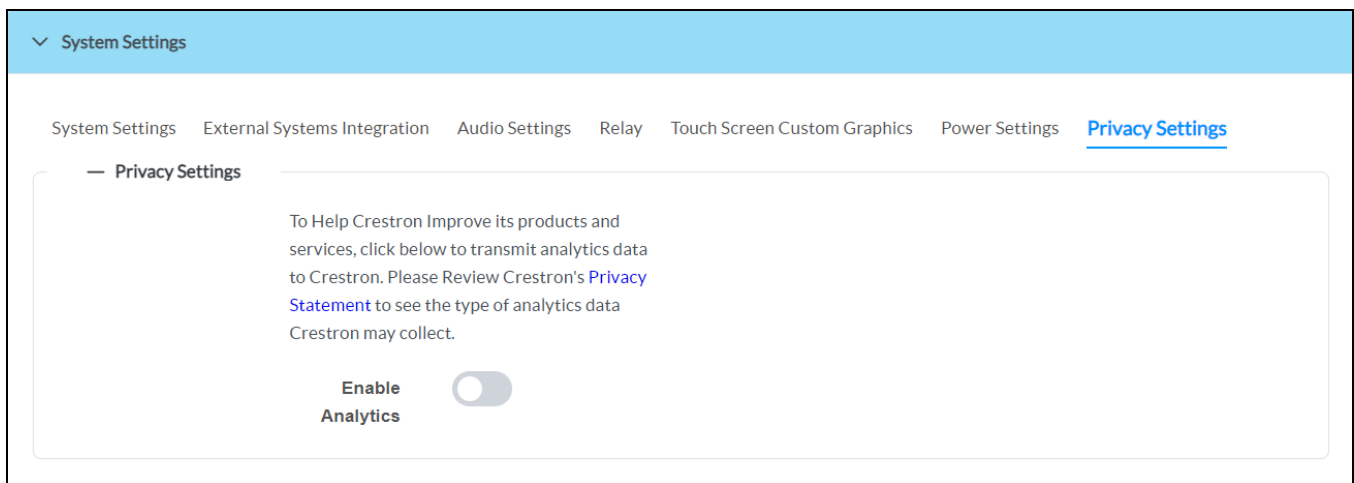 System Settings
System Settings External Systems Integration Audio Settings Relay Touch Screen Custom Graphics Power Settings Privacy Settings
Privacy Settings
To Help Crestron Improve its products and
services, click below to transmit analytics data
to Crestron. Please Review Crestron's Privacy
Statement to see the type of analytics data
Crestron may collect.
Enable
Analytics